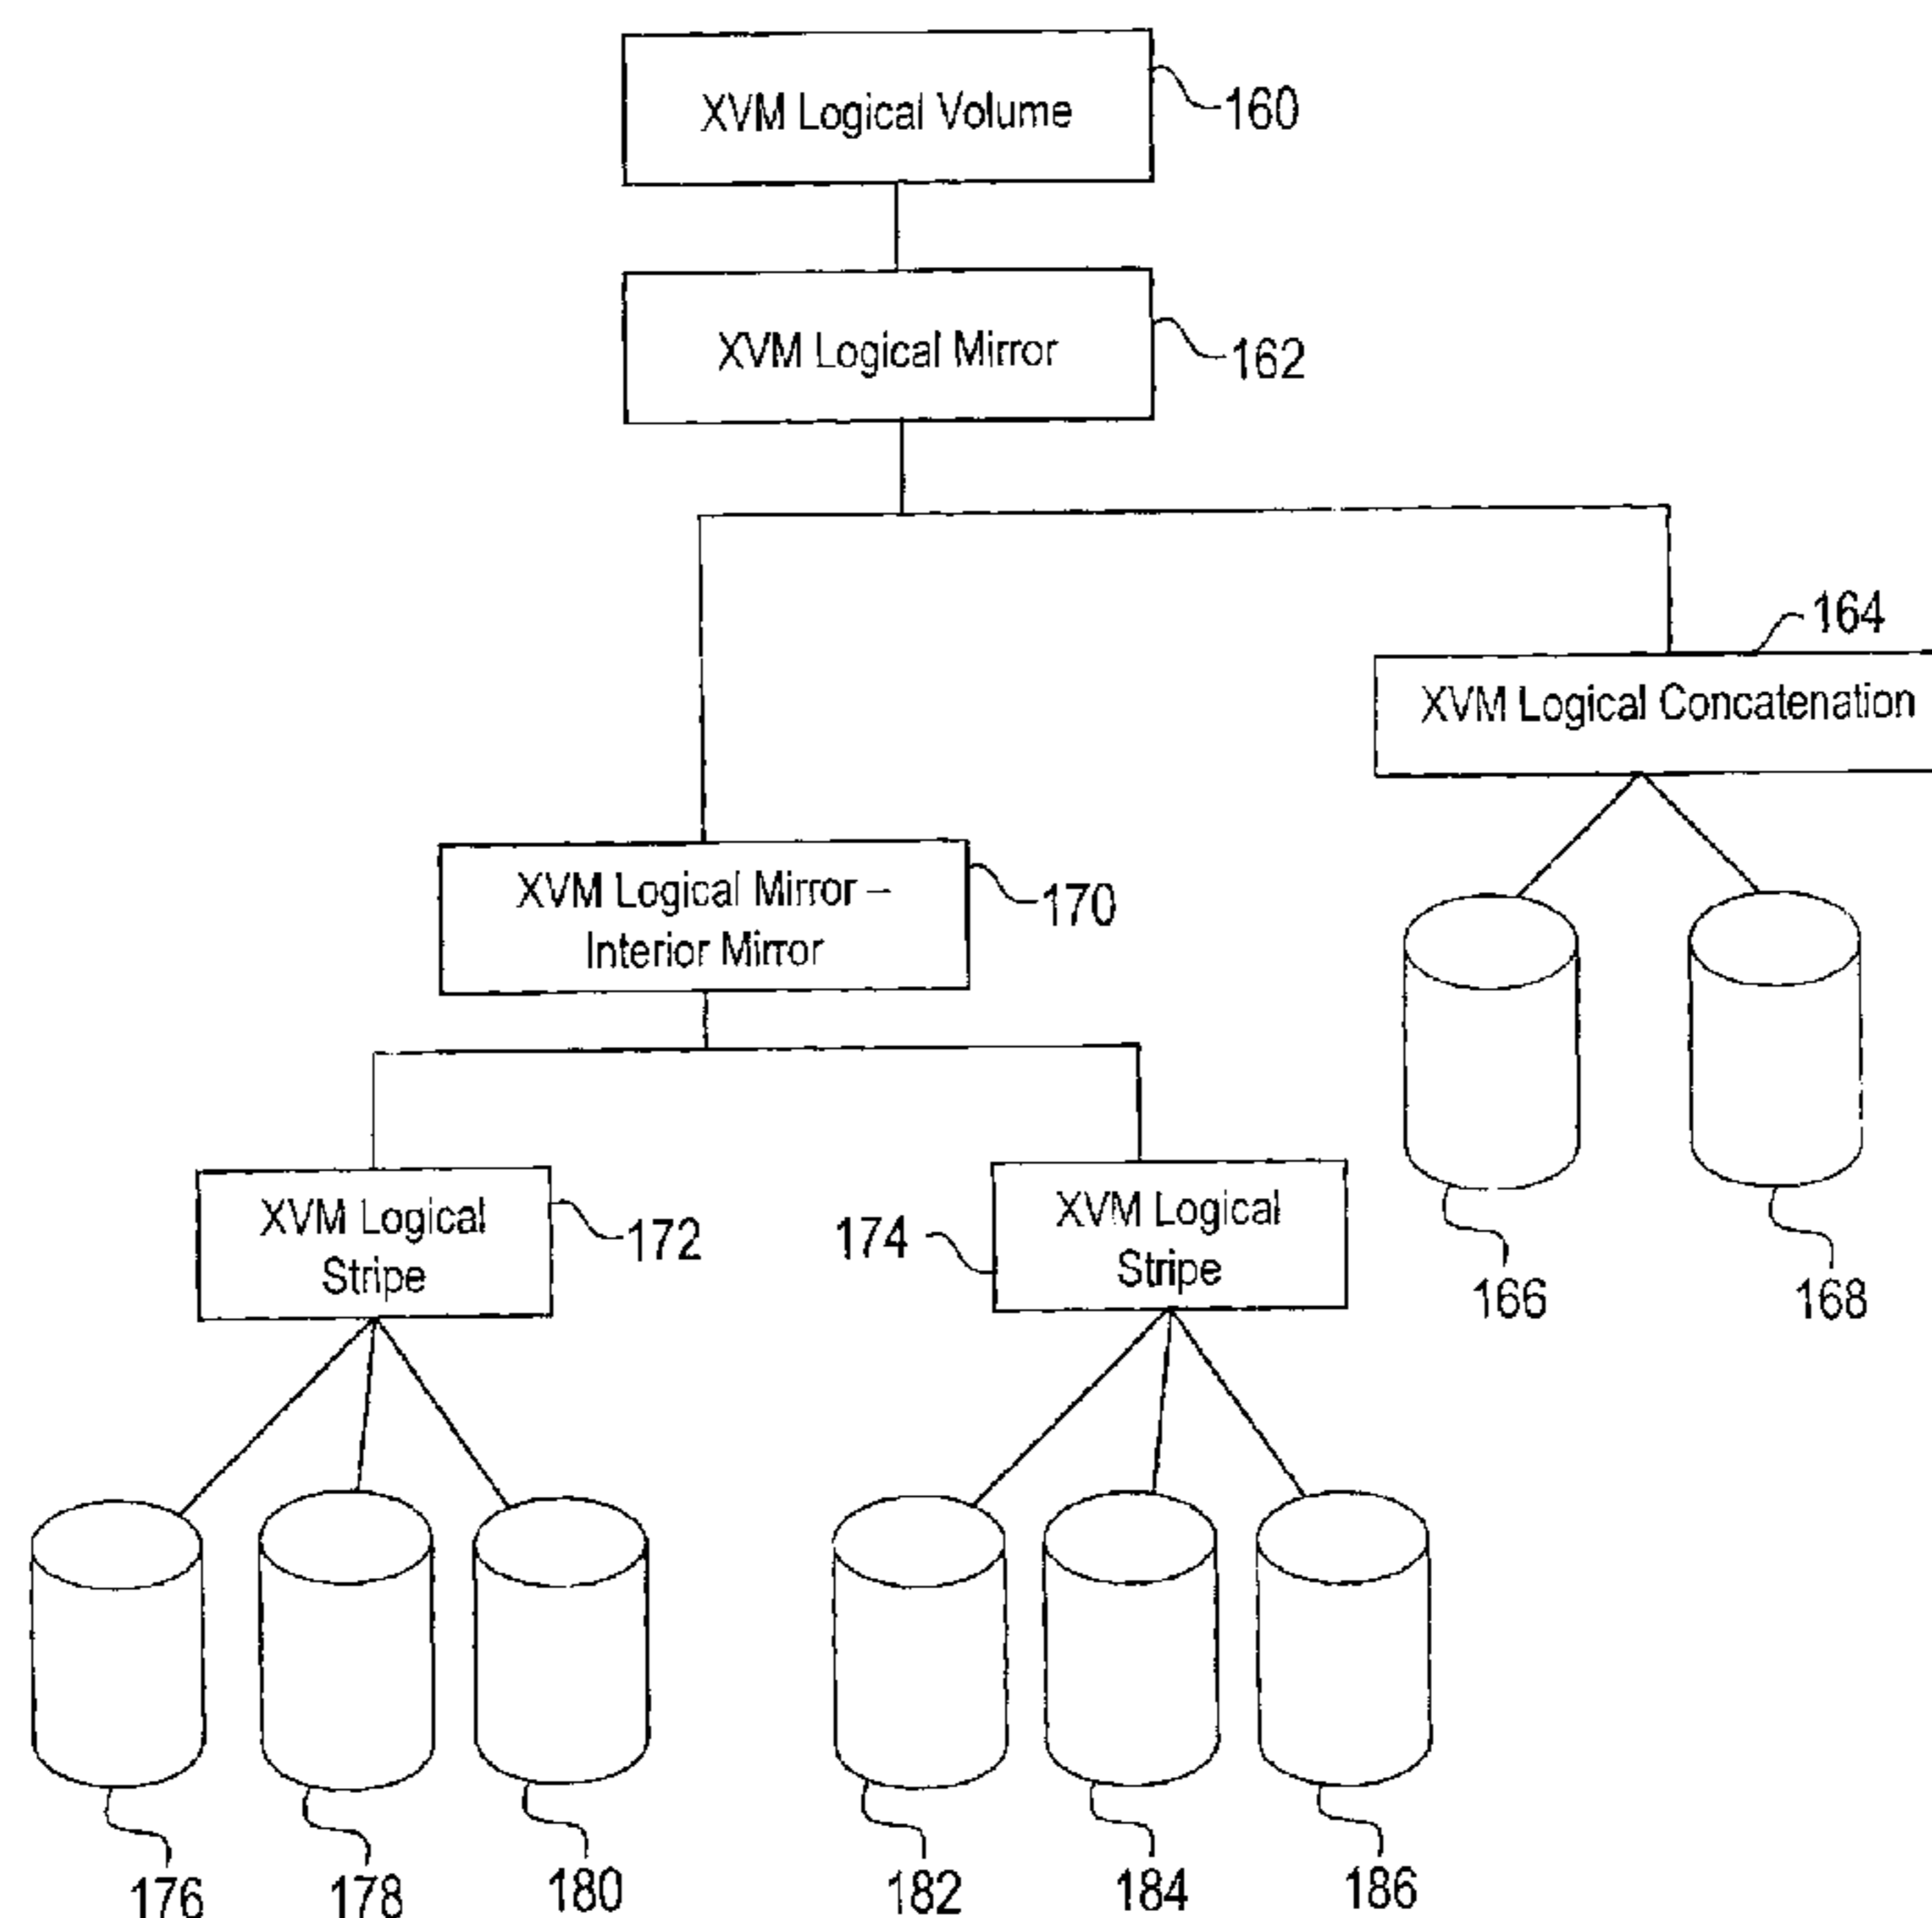 XVM Logical Volume
160
XVM Logical Mirror
162
164
XVM Logical Concatenation
XVM Logical Mirror –
Interior Mirror
170
166
168
XVM Logical
Stripe
172
174
XVM Logical
Stripe
176
178
180
182
184
186